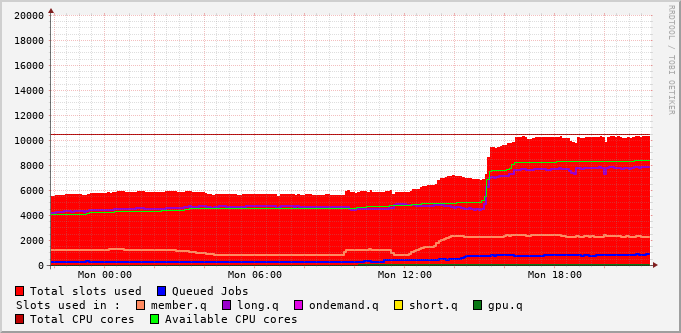 20000
18000
16000
14000
12000
10000
8000
6000
4000
2000
0
Mon 00:00 Mon 06:00 Mon 12:00 Mon 18:00
RRDTOOL / TOBI OETIKER
Total slots used Queued Jobs
Slots used in : member.q long.q ondemand.q short.q gpu.q
Total CPU cores Available CPU cores